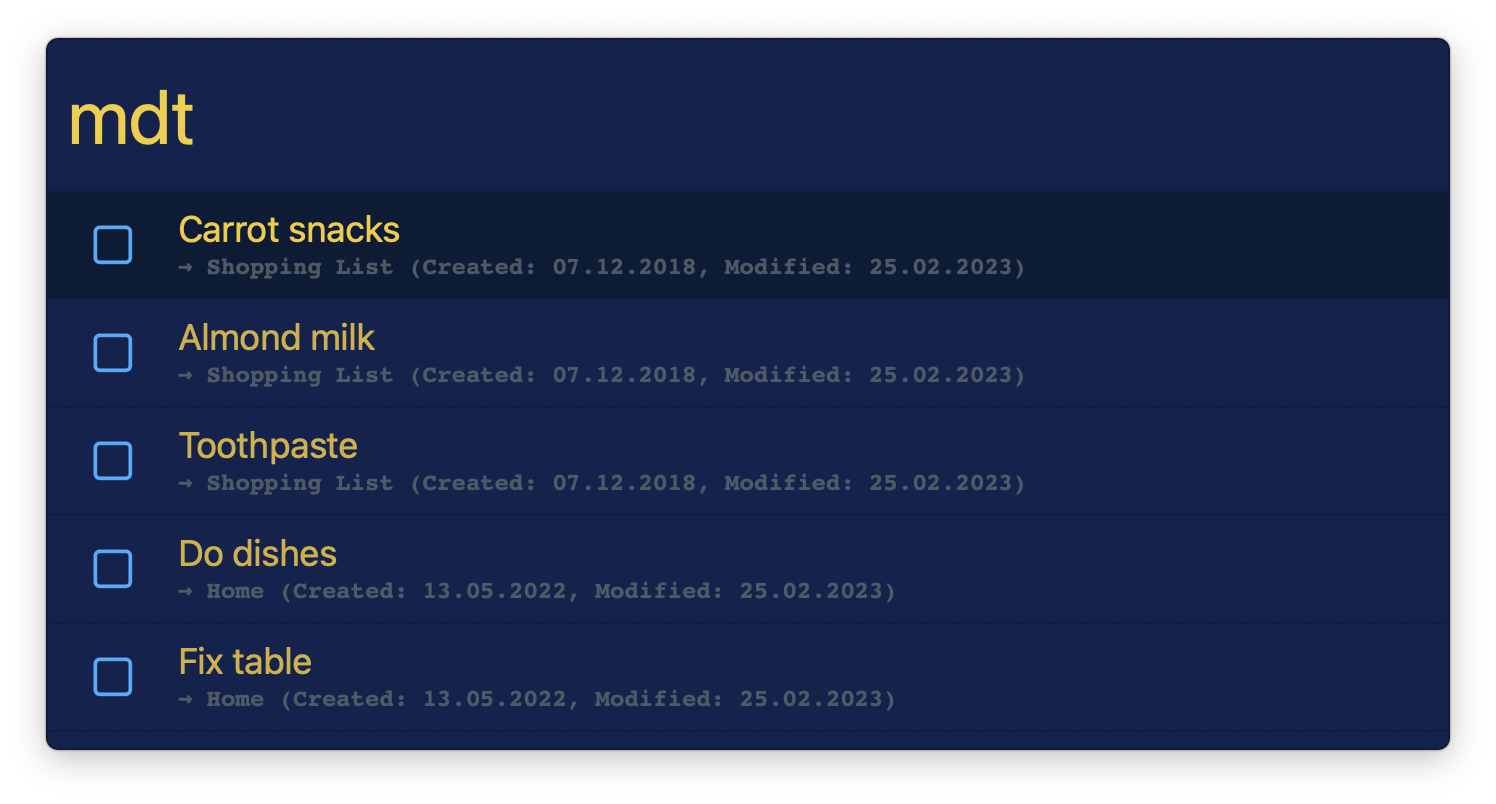 mdt
Carrot snacks
→ Shopping List (Created: 07.12.2018, Modified: 25.02.2023)
Almond milk
→ Shopping List (Created: 07.12.2018, Modified: 25.02.2023)
Toothpaste
→ Shopping List (Created: 07.12.2018, Modified: 25.02.2023)
Do dishes
→ Home (Created: 13.05.2022, Modified: 25.02.2023)
Fix table
→ Home (Created: 13.05.2022, Modified: 25.02.2023)